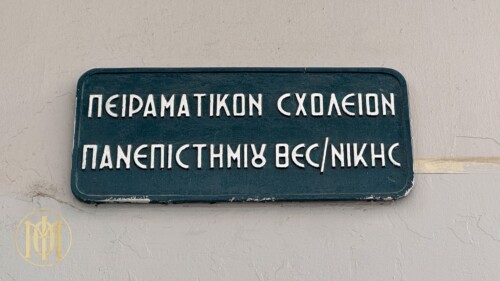 ΠΕΙΡΑΜΑΤΙΚΟΝ ΣΧΟΛΕΙΟΝ
ΠΑΝΕΠΙΣΤΗΜΙȢ ΘΕΣ/ΝΙΚΗΣ